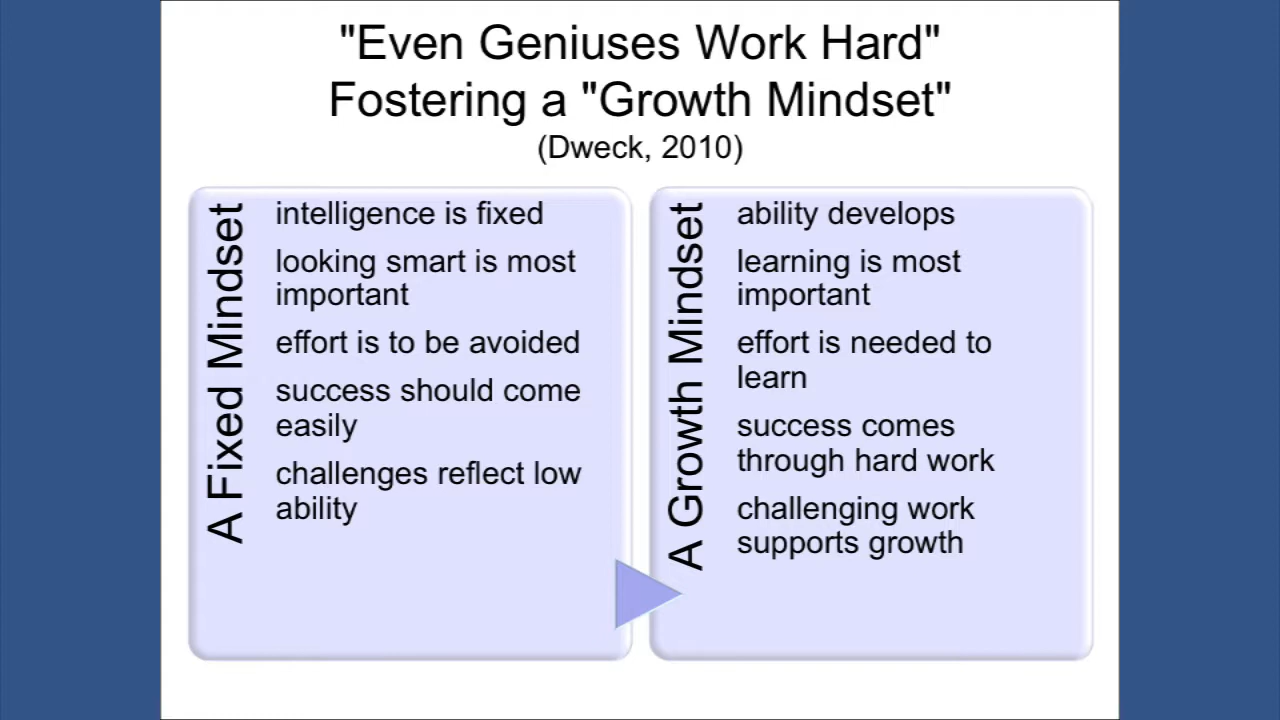 "Even Geniuses Work Hard"
Fostering a "Growth Mindset"
(Dweck, 2010)
A Fixed Mindset
intelligence is fixed
looking smart is most
important
effort is to be avoided
success should come
easily
challenges reflect low
ability
A Growth Mindset
ability develops
learning is most
important
effort is needed to
learn
success comes
through hard work
challenging work
supports growth